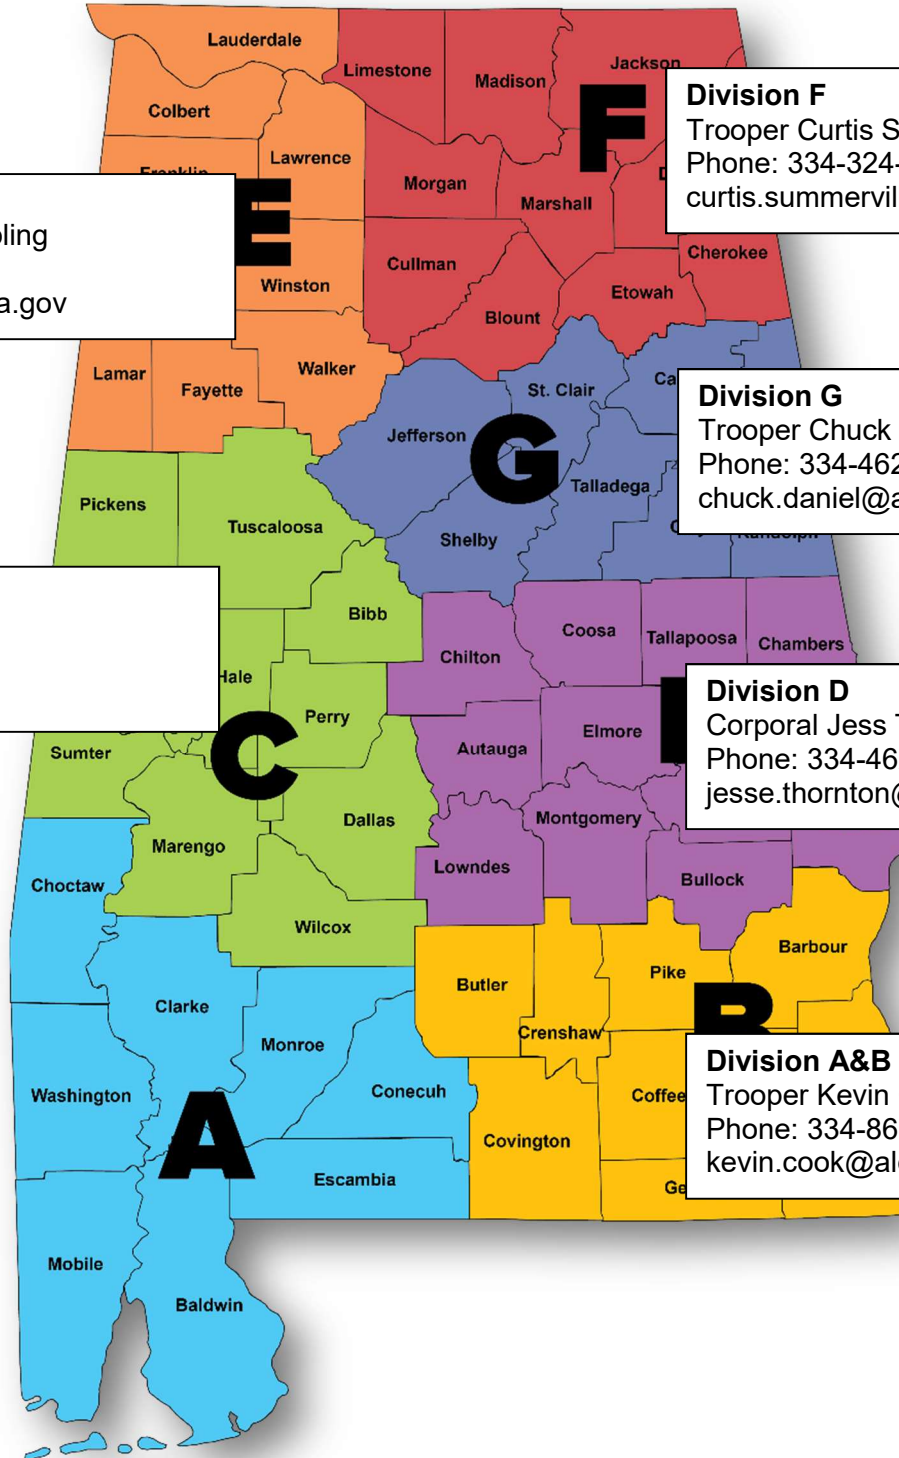 Lauderdale
Limestone
Madison
Jackson
Colbert
Lawrence
Franklin
F
Morgan
Marshall
Division F
Trooper Curtis
Phone: 334-324-
E
a.gov
Winston
Cullman
Cherokee
Etowah
Blount
Lamar
Fayette
Walker
St. Clair
Jefferson
G
Talladega
Shelby
Division G
Trooper Chuck
Phone: 334-462
chuck.daniel@a
Randolph
Pickens
Tuscaloosa
Bibb
Hale
Perry
C
Sumter
Marengo
Dallas
Wilcox
Chilton
Coosa
Tallapoosa
Chambers
Autauga
Elmore
Division D
Corporal Jess
Phone: 334-46
jesse.thornton@
Montgomery
Lowndes
Bullock
Choctaw
Clarke
Monroe
Washington
Conecuh
A
Escambia
Mobile
Baldwin
Butler
Crenshaw
Pike
Barbour
B
Coffee
Covington
Division A&B
Trooper Kevin
Phone: 334-86
kevin.cook@al